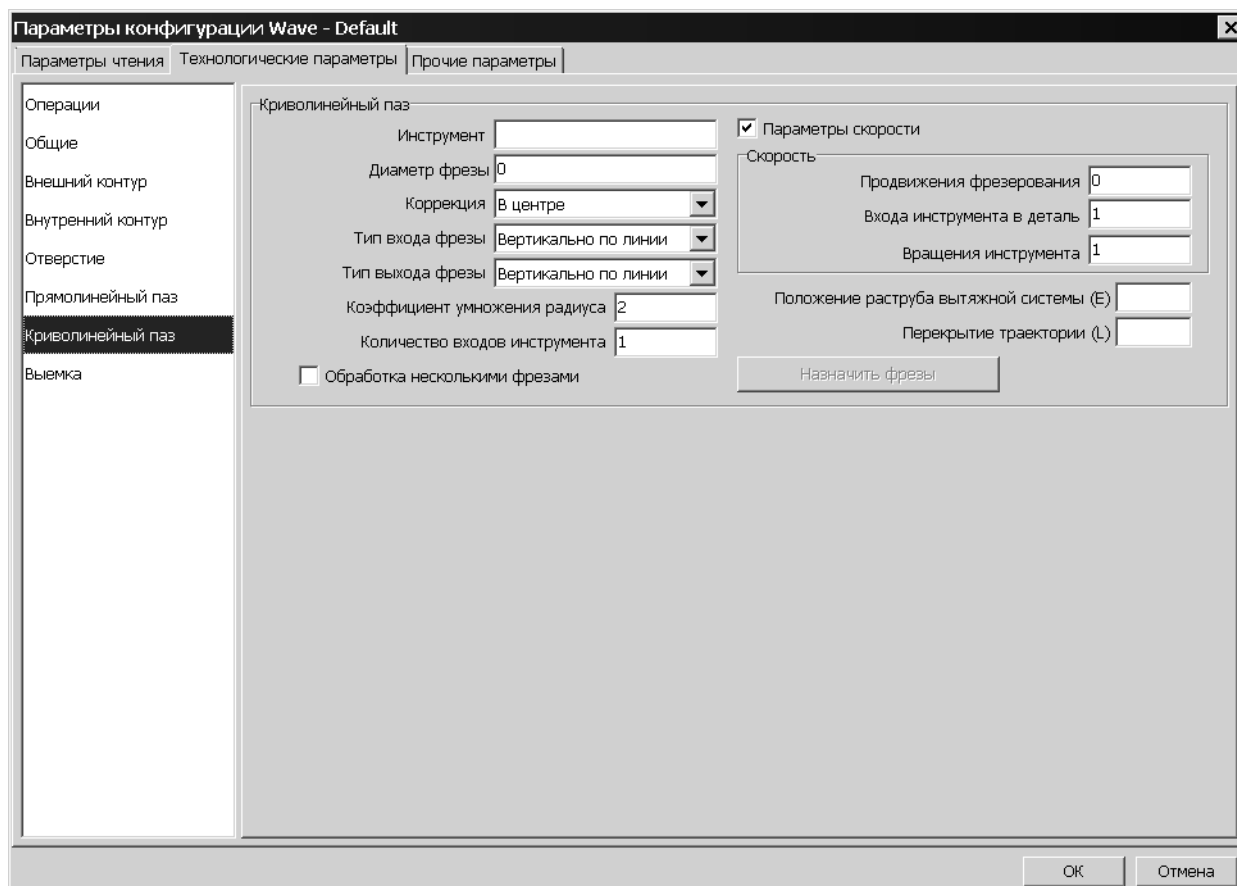 Параметры конфигурации Wave - Default
Параметры чтения Технологические параметры Прочие параметры
Операции
Общие
Внешний контур
Внутренний контур
Отверстие
Прямолинейный паз
Криволинейный паз
Выемка
Криволинейный паз
Инструмент
Диаметр фрезы 0
Коррекция В центре
Тип входа фрезы Вертикально по линии
Тип выхода фрезы Вертикально по линии
Коэффициент умножения радиуса 2
Количество входов инструмента 1
Обработка несколькими фрезами
Параметры скорости
Скорость
Продвижения фрезерования 0
Входа инструмента в деталь 1
Вращения инструмента 1
Положение раструба вытяжной системы (E)
Перекрытие траектории (L)
Назначить фрезы
ОК Отмена